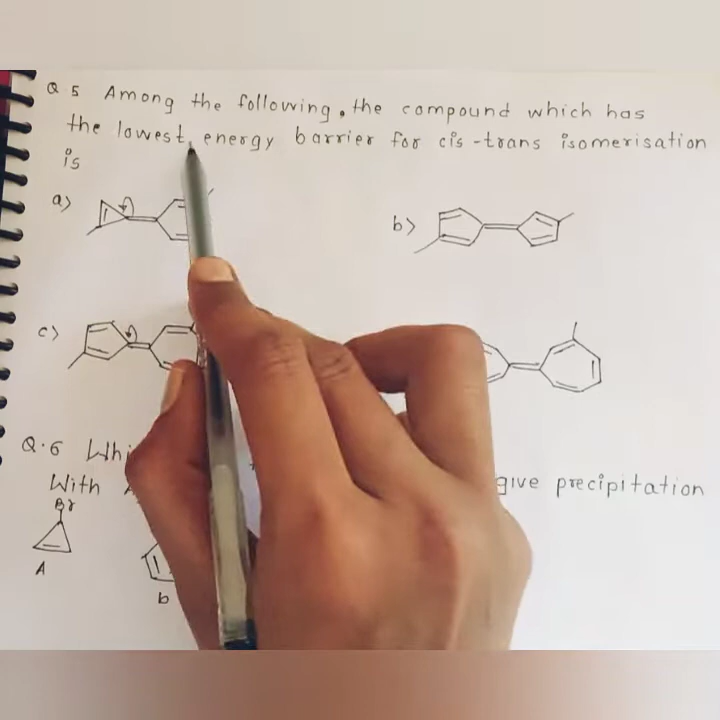 Q 5 Among the following, the compound which has
the lowest energy barrier for cis-trans isomerisation
is
a>
b>
c>
Q.6 Whi
With
give precipitation
Br
A
b